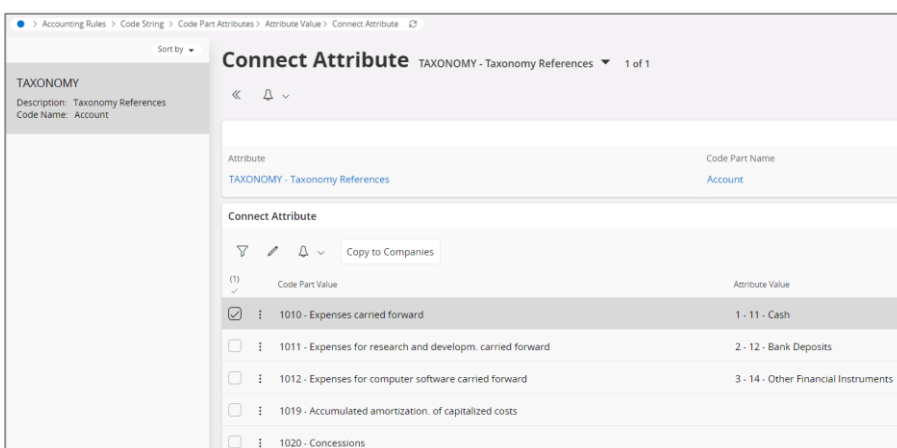 > Accounting Rules > Code String > Code Part Attributes > Attribute Value > Connect Attribute
Sort by
TAXONOMY
Description: Taxonomy References
Code Name: Account
Connect Attribute TAXONOMY - Taxonomy References 1 of 1
Attribute Code Part Name
TAXONOMY - Taxonomy References Account
Connect Attribute
Copy to Companies
(1)
Code Part Value Attribute Value
1010 - Expenses carried forward 1 - 11 - Cash
1011 - Expenses for research and developm. carried forward 2 - 12 - Bank Deposits
1012 - Expenses for computer software carried forward 3 - 14 - Other Financial Instruments
1019 - Accumulated amortization. of capitalized costs
1020 - Concessions